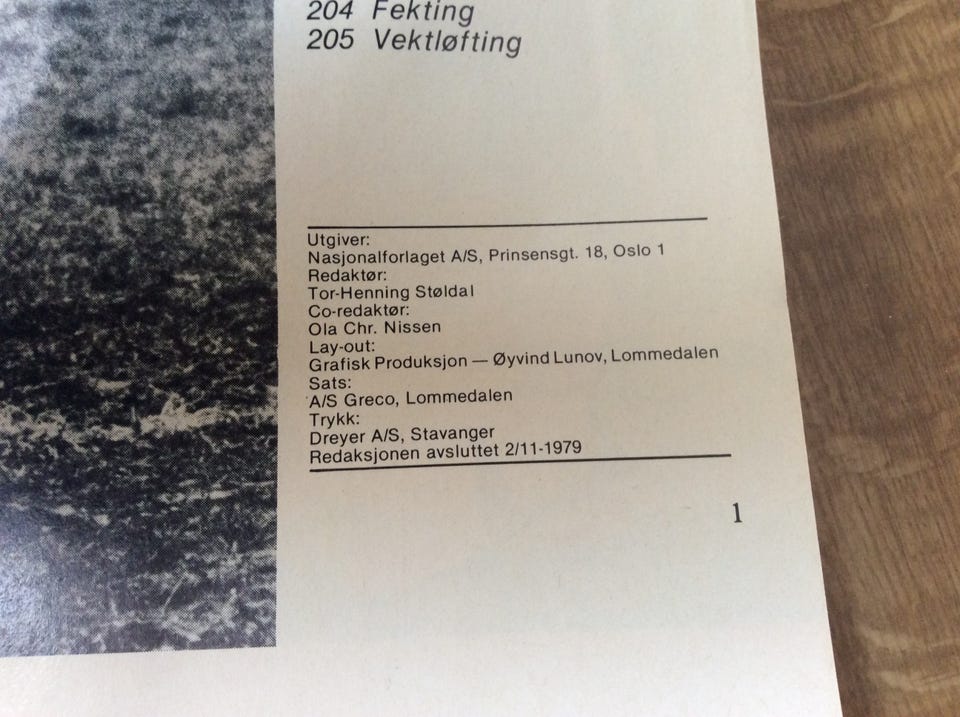 204 Fekting
205 Vektløfting
Utgiver:
Nasjonalforlaget A/S, Prinsensgt. 18, Oslo 1
Redaktør:
Tor-Henning Støldal
Co-redaktør:
Ola Chr. Nissen
Lay-out:
Grafisk Produksjon — Øyvind Lunov, Lommedalen
Sats:
A/S Greco, Lommedalen
Trykk:
Dreyer A/S, Stavanger
Redaksjonen avsluttet 2/11-1979
1